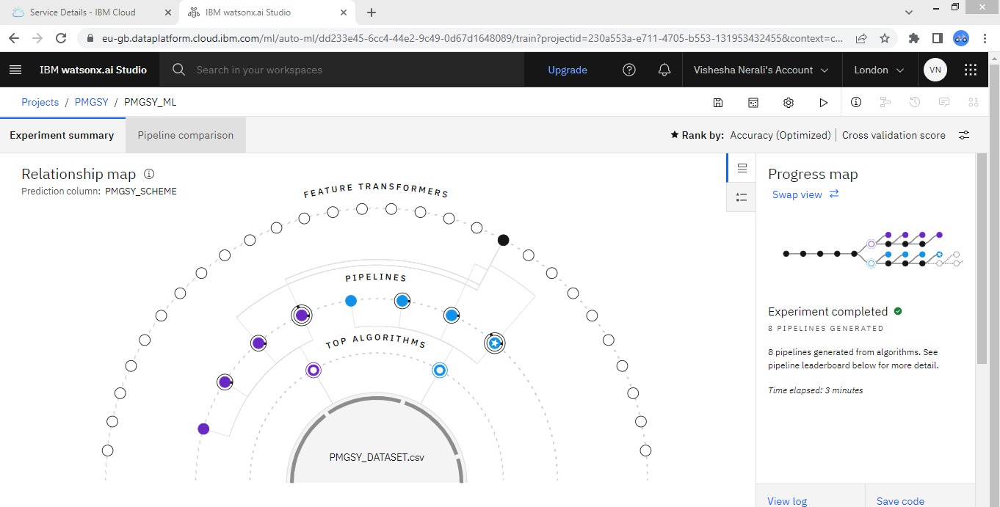 Service Details - IBM Cloud
IBM watsonx.ai Studio
eu-gb.dataplatform.cloud.ibm.com/ml/auto-ml/dd233e45-6cc4-44e2-9c49-0d67d1648089/train?projectid=230a553a-e711-4705-b553-131953432455&context=c...
IBM watsonx.ai Studio
Search in your workspaces
Upgrade
Vishesha Nerali's Account
London
VN
Projects / PMGSY / PMGSY_ML
Experiment summary
Pipeline comparison
Rank by: Accuracy (Optimized) | Cross validation score
Relationship map
Prediction column: PMGSY_SCHEME
FEATURE TRANSFORMERS
PIPELINES
TOP ALGORITHMS
PMGSY_DATASET.csv
Progress map
Swap view
Experiment completed
8 PIPELINES GENERATED
8 pipelines generated from algorithms. See
pipeline leaderboard below for more detail.
Time elapsed: 3 minutes
View log
Save code